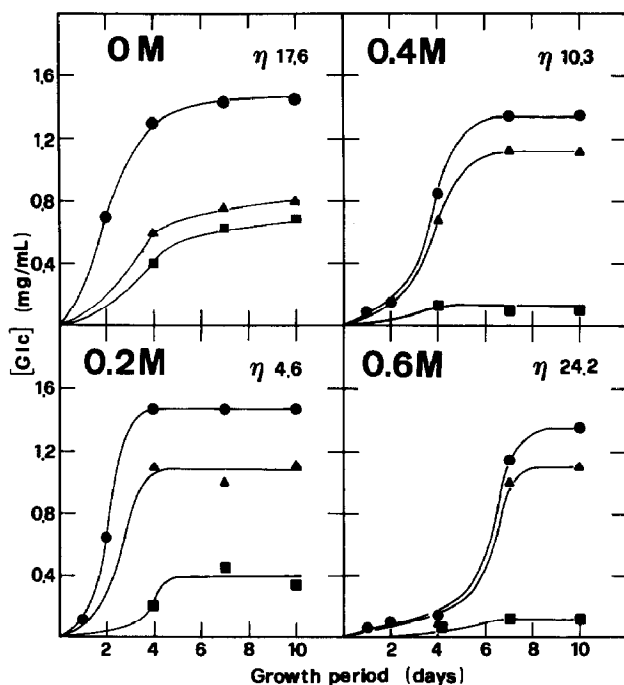 0 M
η 17,6
0.4M
η 10,3
1,6
1,2
0,8
0.4
[Glc] (mg/mL)
0.2M
η 4,6
0.6M
η 24,2
1,6
1,2
0.8
0.4
2 4 6 8 10
2 4 6 8 10
Growth period (days)